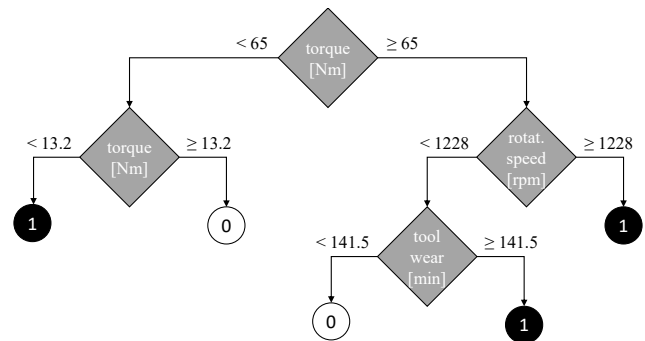 < 65
torque
[Nm]
≥ 65
< 13.2
torque
[Nm]
≥ 13.2
< 1228
rotat.
speed
[rpm]
≥ 1228
1
0
1
< 141.5
tool
wear
[min]
≥ 141.5
0
1